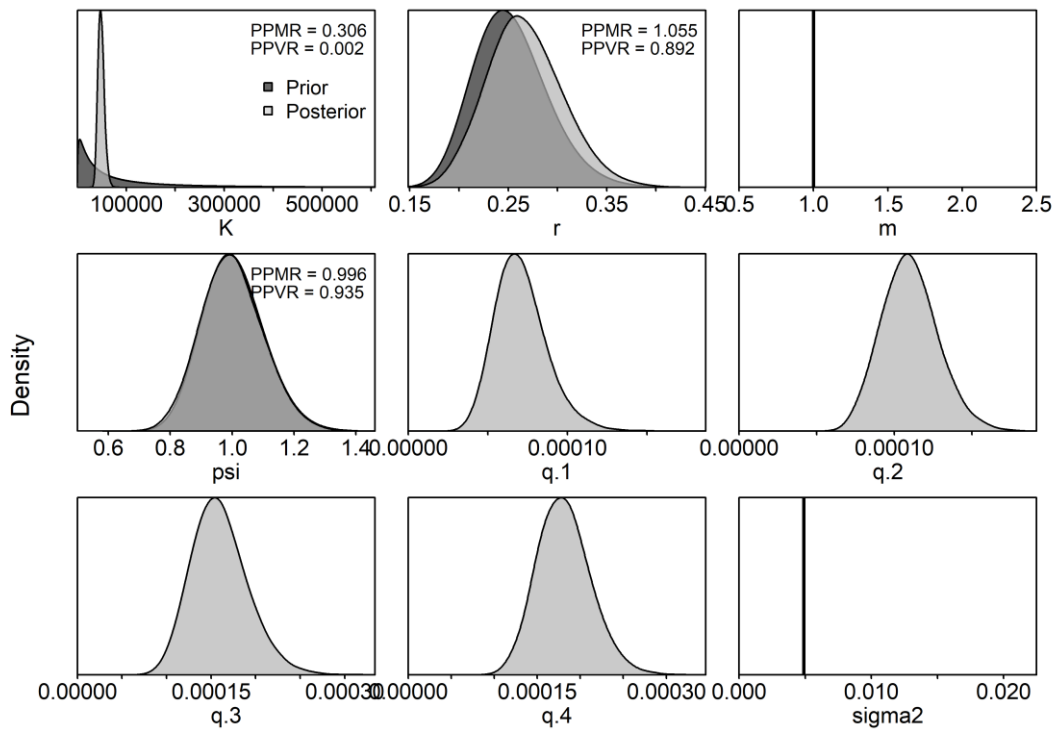 PPMR = 0.306
PPVR = 0.002
Prior
Posterior
100000 300000 500000
K
PPMR = 1.055
PPVR = 0.892
0.15 0.25 0.35 0.45
r
0.5 1.0 1.5 2.0 2.5
m
Density
PPMR = 0.996
PPVR = 0.935
0.6 0.8 1.0 1.2 1.4
psi
0.00000 0.00010
q.1
0.00000 0.00010
q.2
0.00000 0.00015 0.00030
q.3
0.00000 0.00015 0.00030
q.4
0.000 0.010 0.020
sigma2